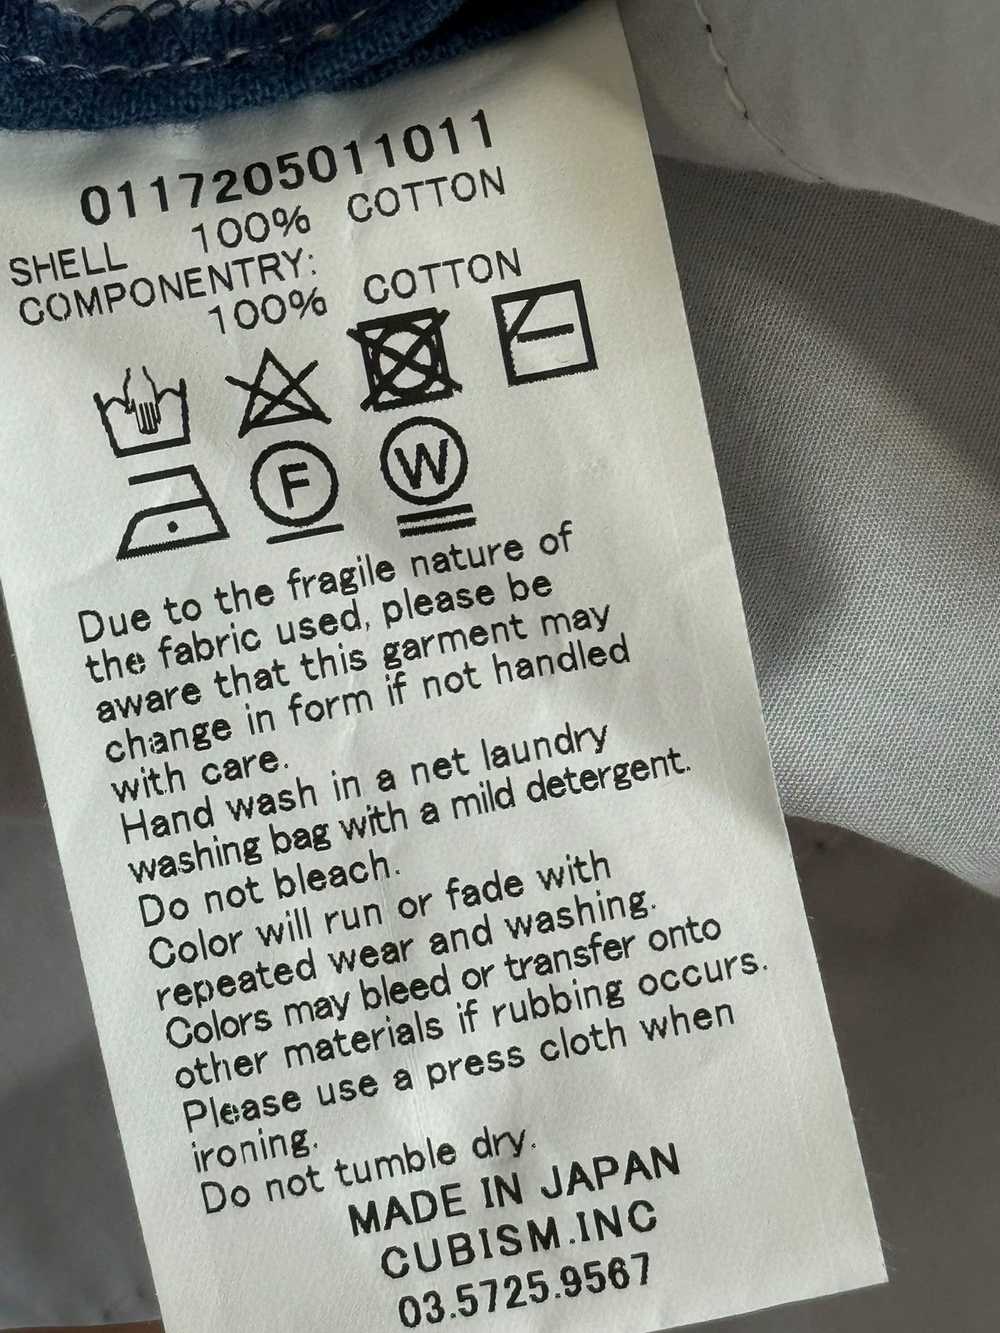 0117205011011
SHELL 100% COTTON
COMPONENTRY:
100% COTTON
F W
Due to the fragile nature of
the fabric used, please be
aware that this garment may
change in form if not handled
with care.
Hand wash in a net laundry
washing bag with a mild detergent.
Do not bleach.
Color will run or fade with
repeated wear and washing.
Colors may bleed or transfer onto
other materials if rubbing occurs.
Please use a press cloth when
ironing.
Do not tumble dry.
MADE IN JAPAN
CUBISM.INC
03.5725.9567